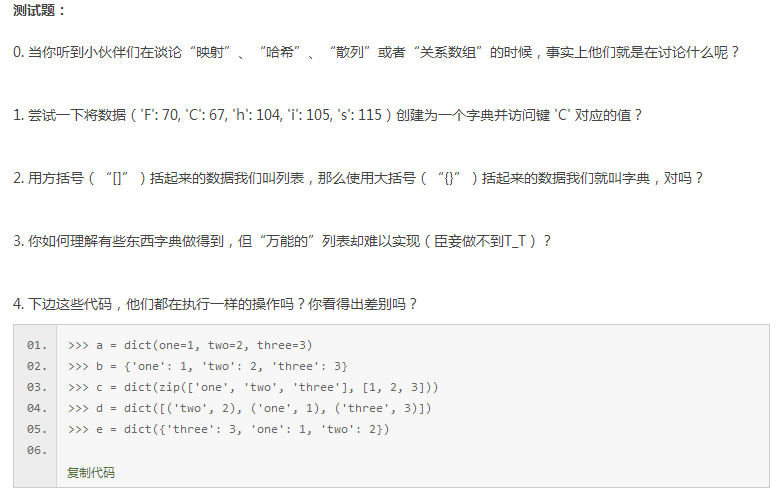 测试题：
0. 当你听到小伙伴们在谈论“映射”、“哈希”、“散列”或者“关系数组”的时候，事实上他们就是在讨论什么呢？
1. 尝试一下将数据（'F': 70, 'C': 67, 'h': 104, 'i': 105, 's': 115）创建为一个字典并访问键 'C' 对应的值？
2. 用方括号（“[]”）括起来的数据我们叫列表，那么使用大括号（“{}”）括起来的数据我们就叫字典，对吗？
3. 你如何理解有些东西字典做得到，但“万能的”列表却难以实现（臣妾做不到T_T）？
4. 下边这些代码，他们都在执行一样的操作吗？你看得出差别吗？
01. >>> a = dict(one=1, two=2, three=3)
02. >>> b = {'one': 1, 'two': 2, 'three': 3}
03. >>> c = dict(zip(['one', 'two', 'three'], [1, 2, 3]))
04. >>> d = dict([('two', 2), ('one', 1), ('three', 3)])
05. >>> e = dict({'three': 3, 'one': 1, 'two': 2})
06.
复制代码